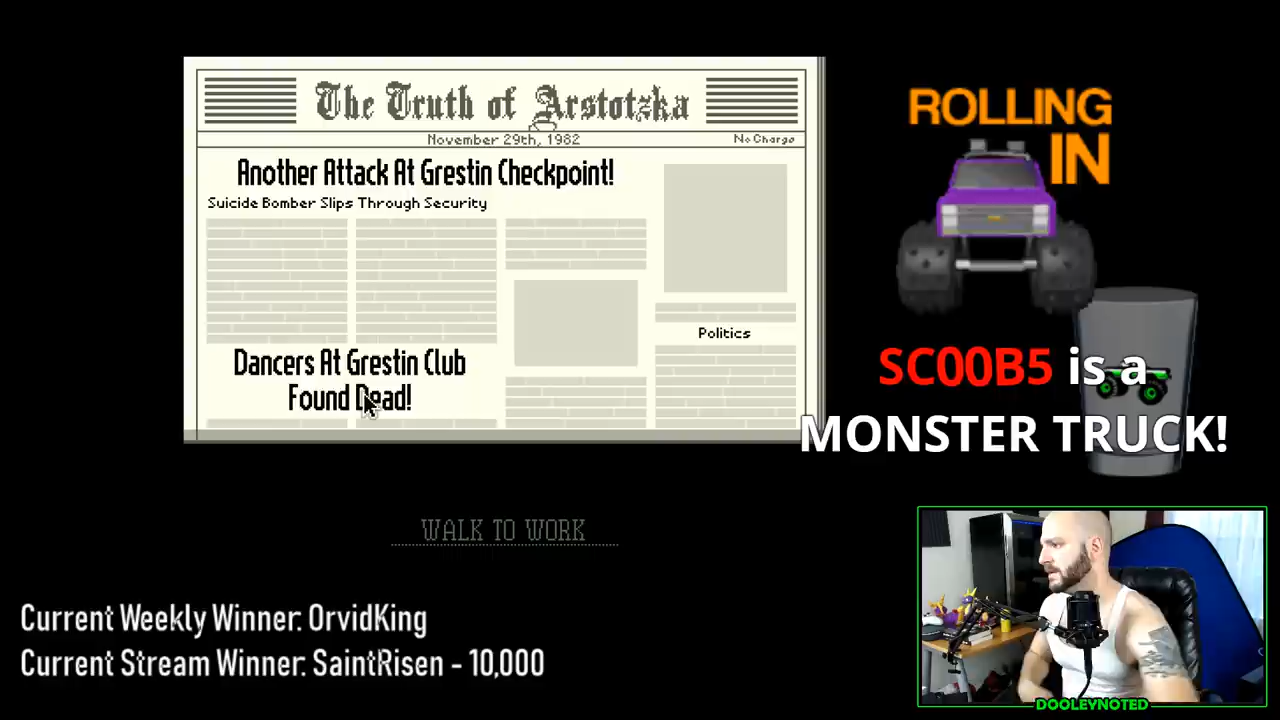 The Truth of Arstotzka
November 29th, 1982
No Charge
Another Attack At Grestin Checkpoint!
Suicide Bomber Slips Through Security
Politics
Dancers At Grestin Club
Found Dead!
WALK TO WORK
ROLLING
IN
SC00B5 is a
MONSTER TRUCK!
Current Weekly Winner: OrvidKing
Current Stream Winner: SaintRisen - 10,000
DOOLEYNOTED